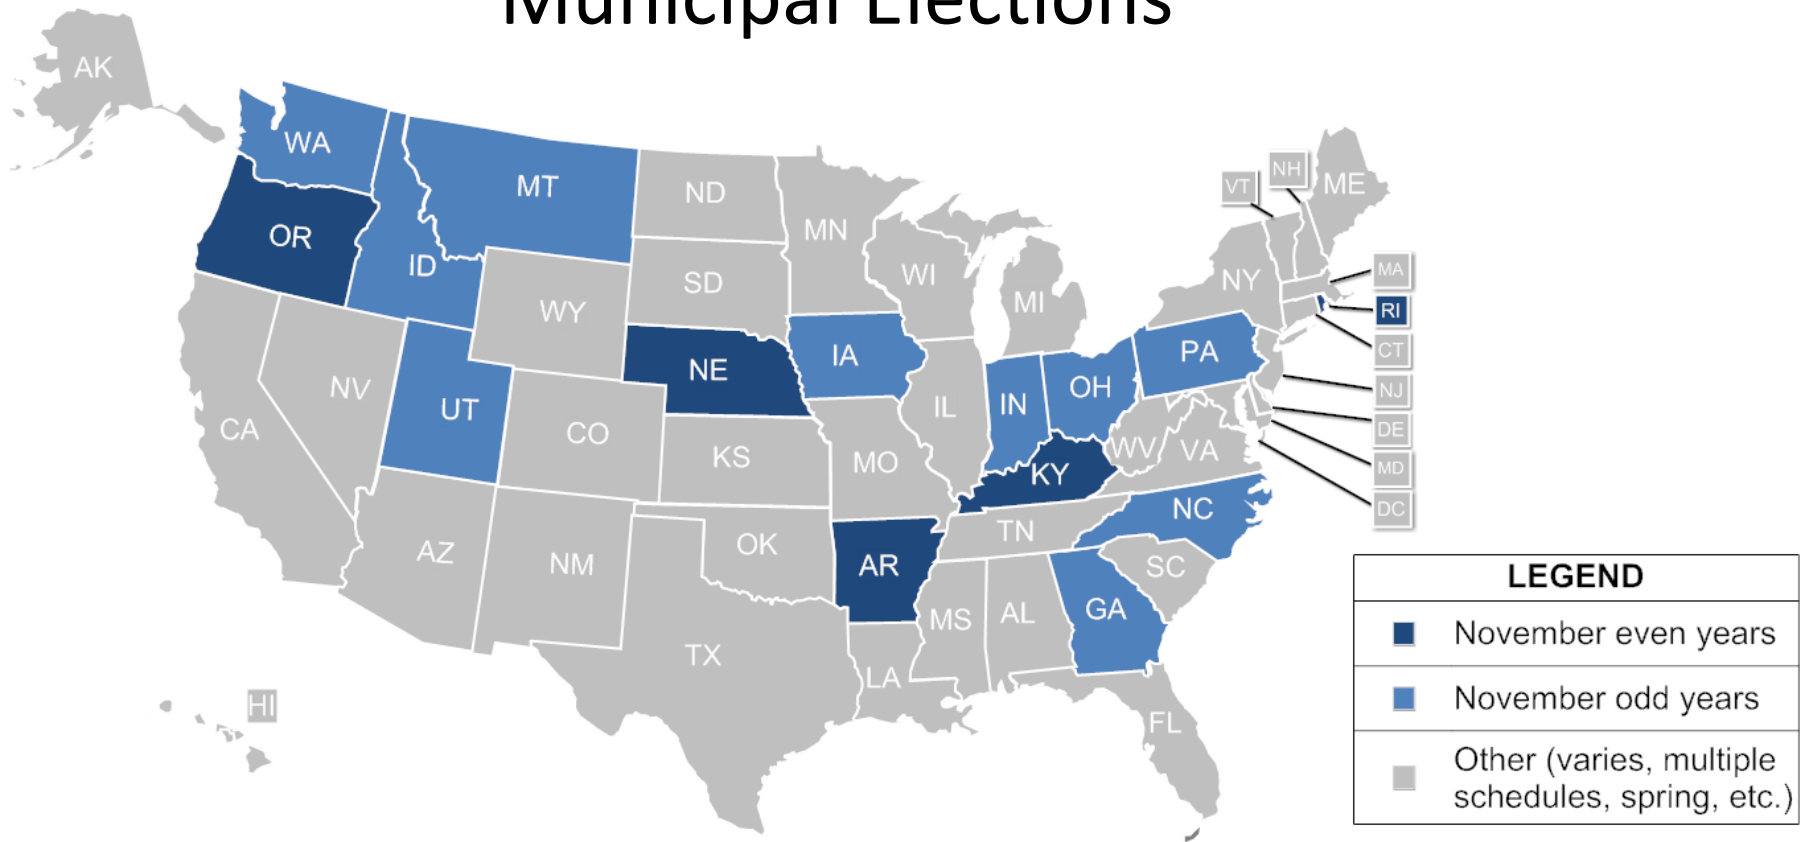 Municipal Elections
AK
WA
MT
ND
MN
OR
ID
SD
WI
MI
NY
VT
NH
ME
MA
RI
CT
NJ
DE
MD
DC
WY
NE
IA
PA
NV
UT
CO
IL
IN
OH
CA
KS
MO
KY
WV
VA
NC
TN
AZ
NM
OK
AR
SC
MS
AL
GA
TX
LA
FL
HI
LEGEND
November even years
November odd years
Other (varies, multiple
schedules, spring, etc.)